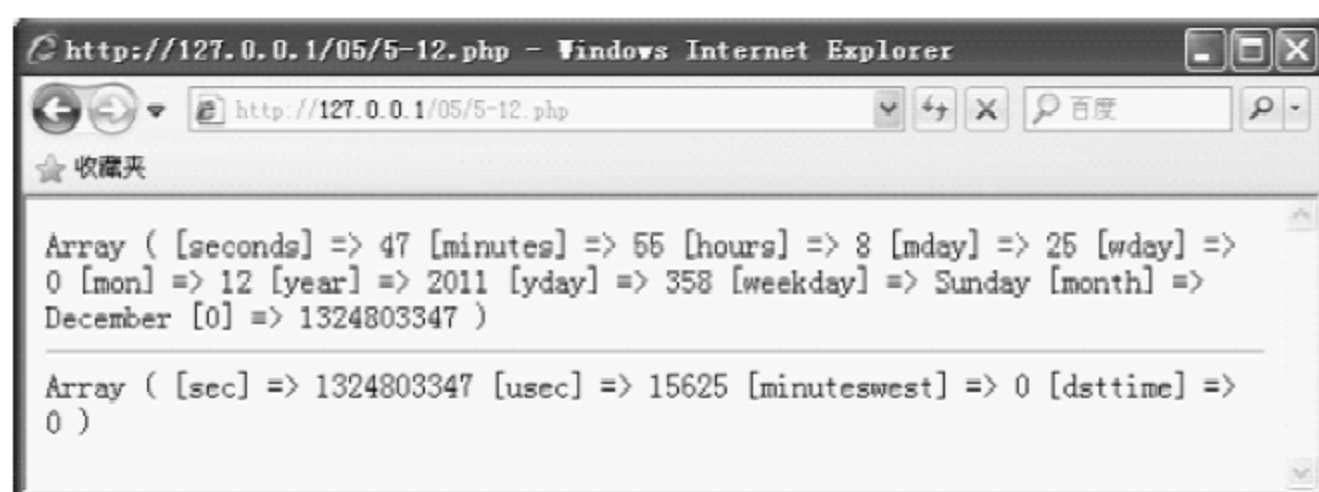 http://127.0.0.1/05/5-12.php - Windows Internet Explorer
http://127.0.0.1/05/5-12.php
百度
收藏夹
Array ( [seconds] => 47 [minutes] => 55 [hours] => 8 [mday] => 25 [wday] =>
0 [mon] => 12 [year] => 2011 [yday] => 358 [weekday] => Sunday [month] =>
December [0] => 1324803347 )
Array ( [sec] => 1324803347 [usec] => 15625 [minuteswest] => 0 [dsttime] =>
0 )